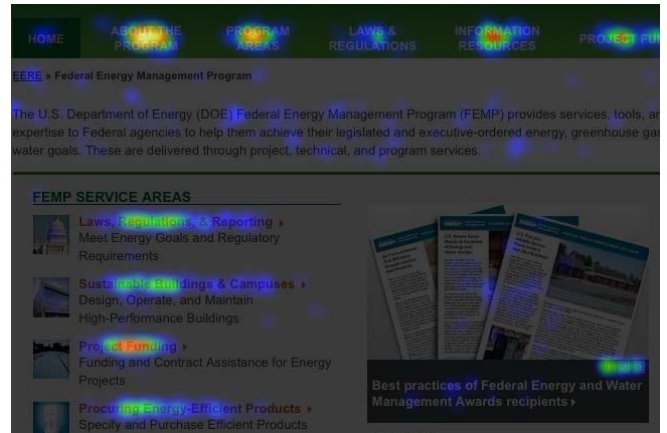 HOME
ABOUT THE PROGRAM
PROGRAM AREAS
LAWS & REGULATIONS
INFORMATION RESOURCES
PROJECT FUN
EERE » Federal Energy Management Program
The U.S. Department of Energy (DOE) Federal Energy Management Program (FEMP) provides services, tools, an
expertise to Federal agencies to help them achieve their legislated and executive-ordered energy, greenhouse gas
water goals. These are delivered through project, technical, and program services.
FEMP SERVICE AREAS
Laws, Regulations, & Reporting
Meet Energy Goals and Regulatory
Requirements
Sustainable Buildings & Campuses
Design, Operate, and Maintain
High-Performance Buildings
Project Funding
Funding and Contract Assistance for Energy
Projects
Procuring Energy-Efficient Products
Specify and Purchase Efficient Products
Best practices of Federal Energy and Water
Management Awards recipients